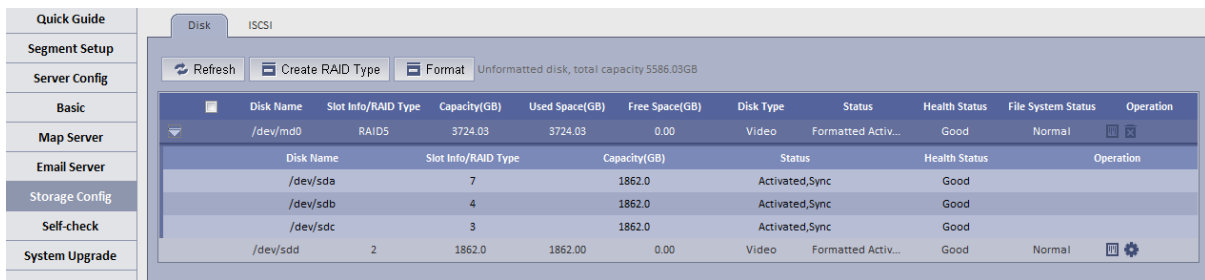 Quick Guide
Segment Setup
Server Config
Basic
Map Server
Email Server
Storage Config
Self-check
System Upgrade
Disk ISCSI
Refresh Create RAID Type Format Unformatted disk, total capacity 5586.03GB
Disk Name Slot Info/RAID Type Capacity(GB) Used Space(GB) Free Space(GB) Disk Type Status Health Status File System Status Operation
/dev/md0 RAID5 3724.03 3724.03 0.00 Video Formatted Activ... Good Normal
Disk Name Slot Info/RAID Type Capacity(GB) Status Health Status Operation
/dev/sda 7 1862.0 Activated,Sync Good
/dev/sdb 4 1862.0 Activated,Sync Good
/dev/sdc 3 1862.0 Activated,Sync Good
/dev/sdd 2 1862.0 1862.00 0.00 Video Formatted Activ... Good Normal